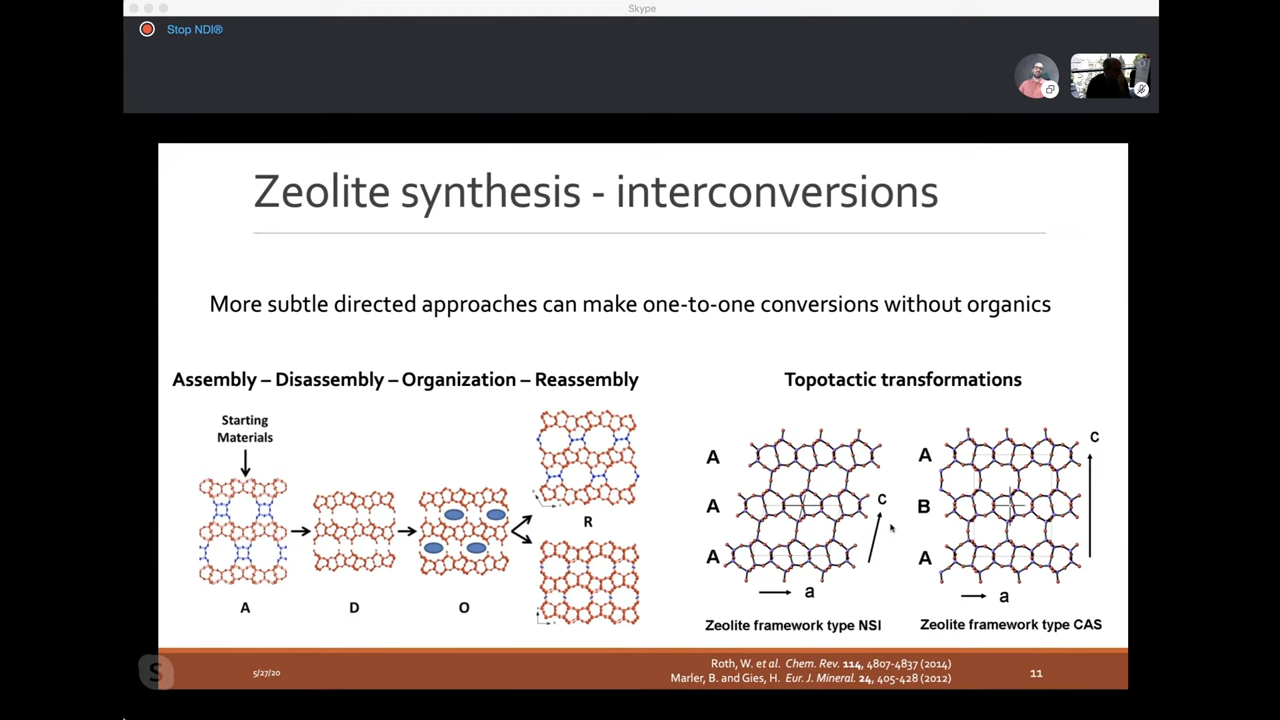 Skype
Stop NDI®
Zeolite synthesis - interconversions
More subtle directed approaches can make one-to-one conversions without organics
Assembly – Disassembly – Organization – Reassembly
Starting
Materials
A
D
O
R
Topotactic transformations
A
A
A
c
a
Zeolite framework type NSI
A
B
A
c
a
Zeolite framework type CAS
5/27/20
Roth, W. et al. Chem. Rev. 114, 4807-4837 (2014)
Marler, B. and Gies, H. Eur. J. Mineral. 24, 405-428 (2012)
11
S